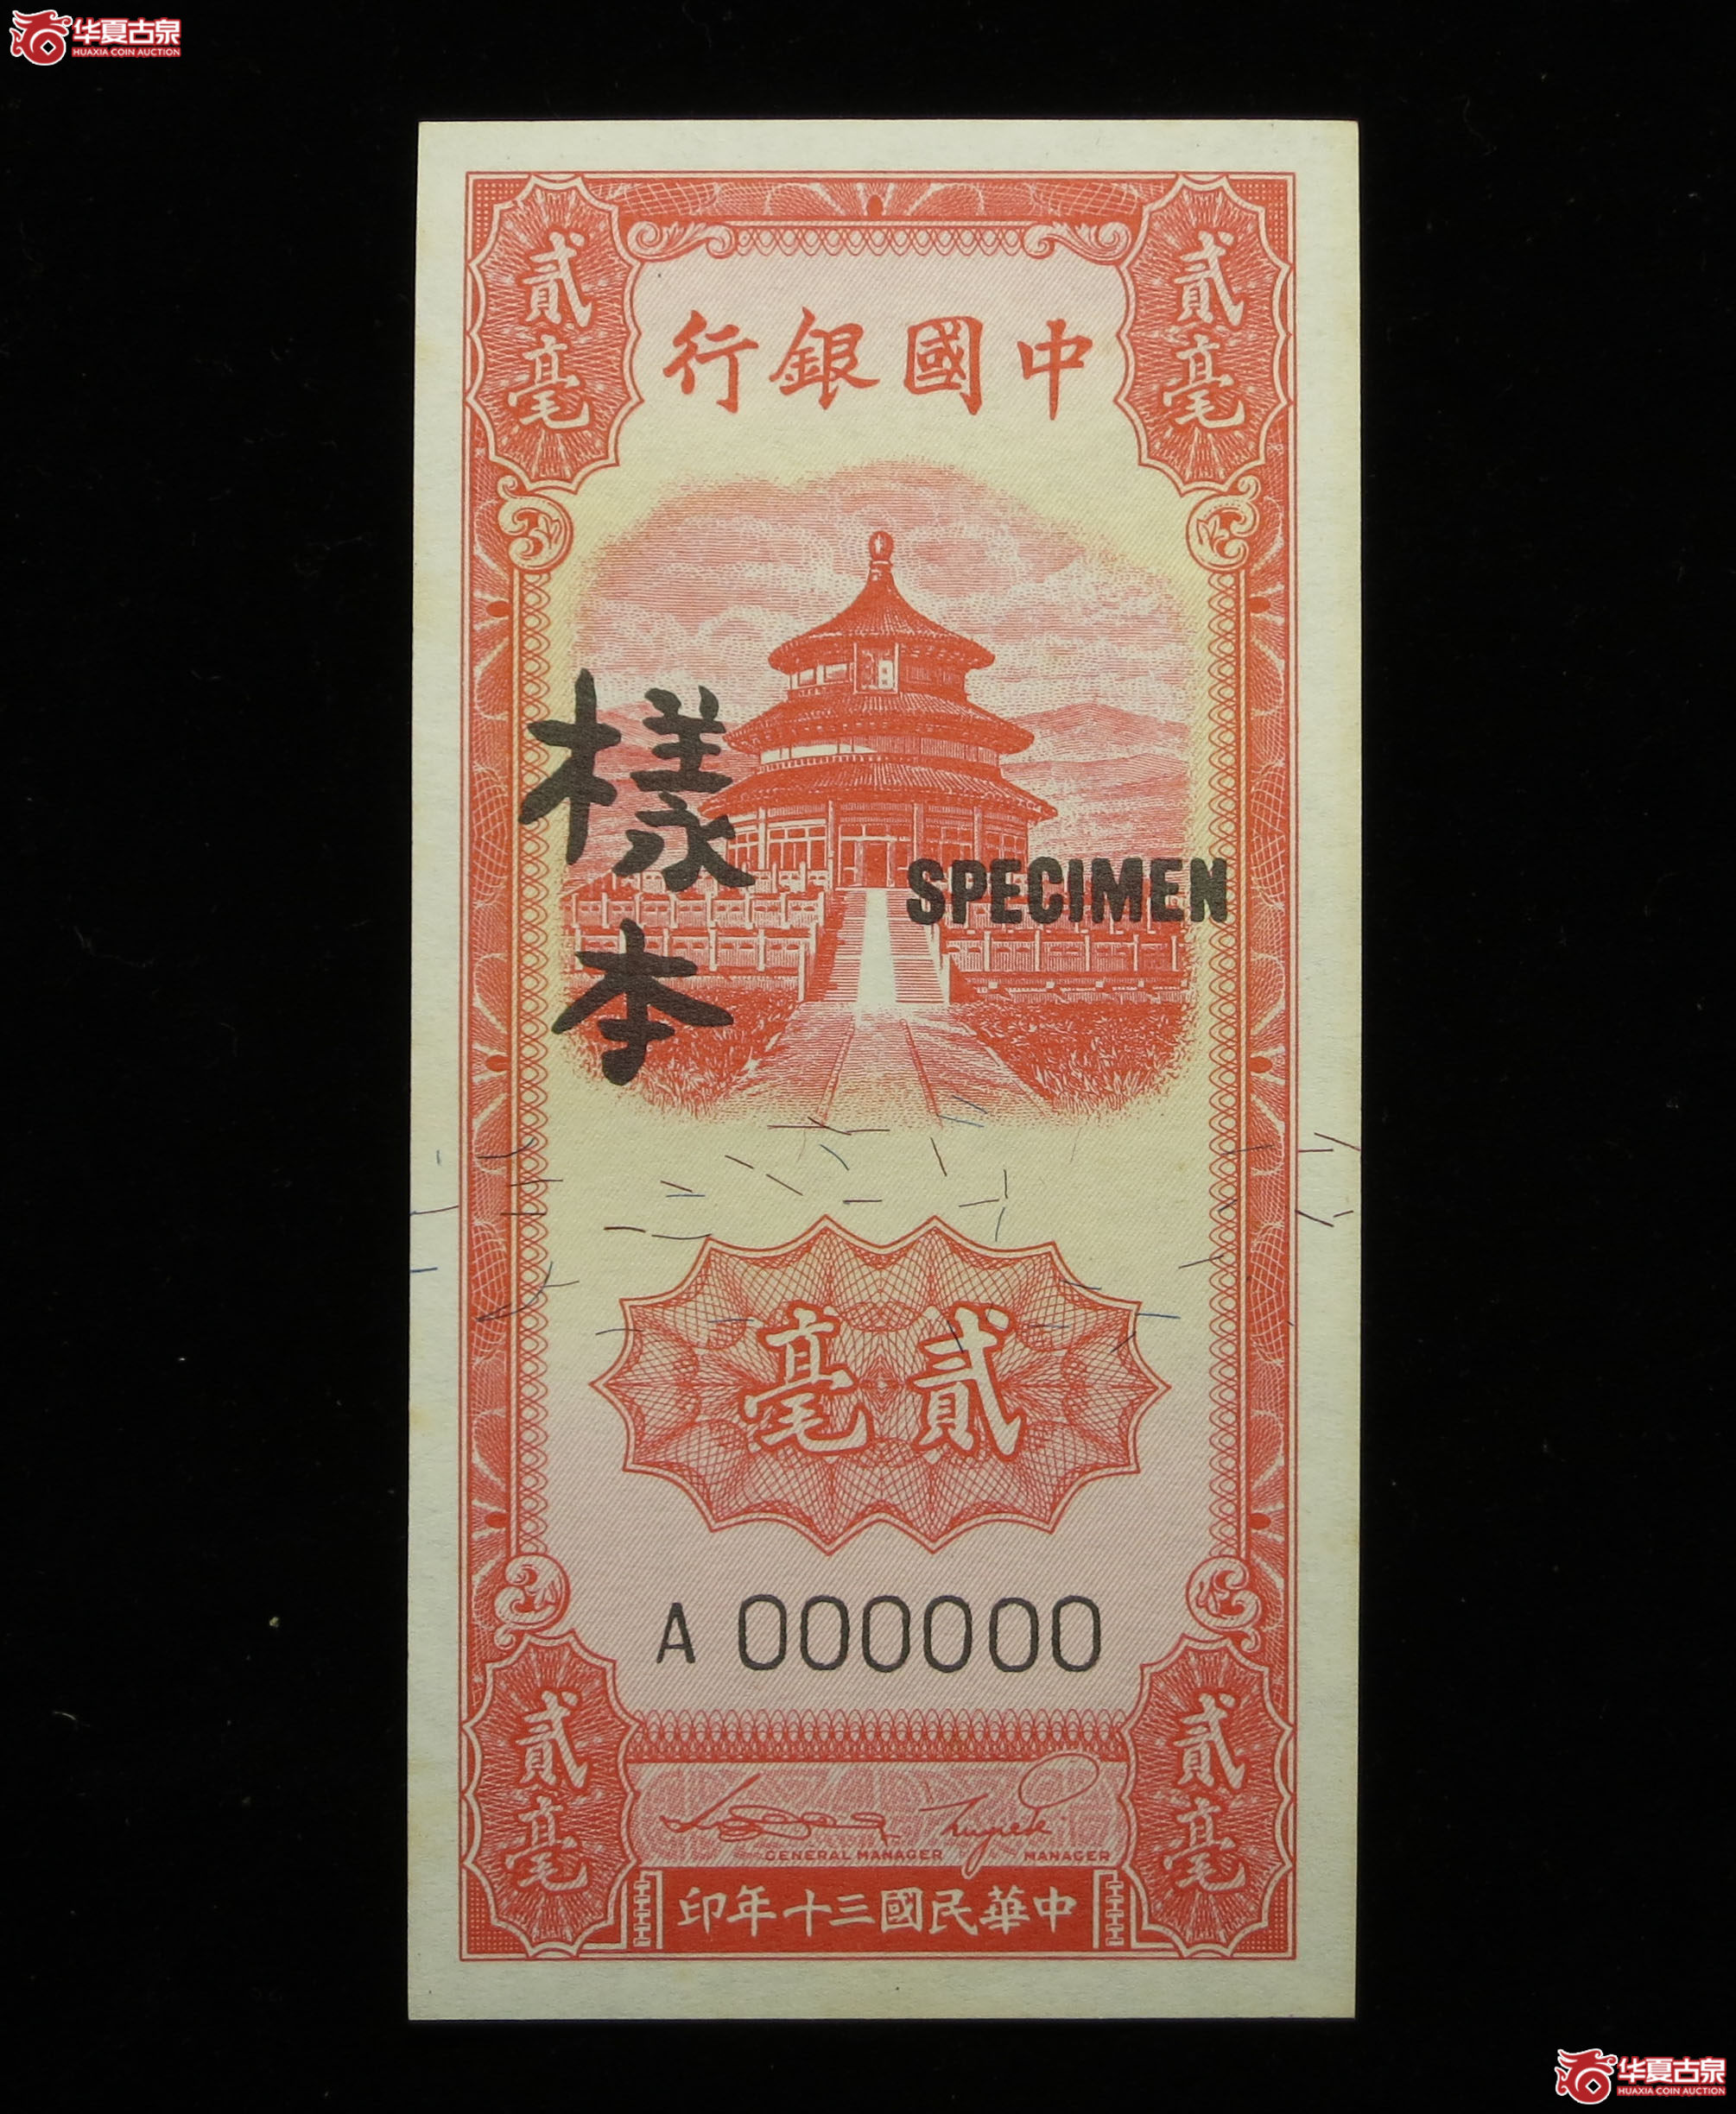 华夏古泉
HUAXIA COIN AUCTION
貳毫
貳毫
中國銀行
樣本
SPECIMEN
貳毫
A 000000
貳毫
貳毫
GENERAL MANAGER
MANAGER
中華民國三十年印
华夏古泉
HUAXIA COIN AUCTION